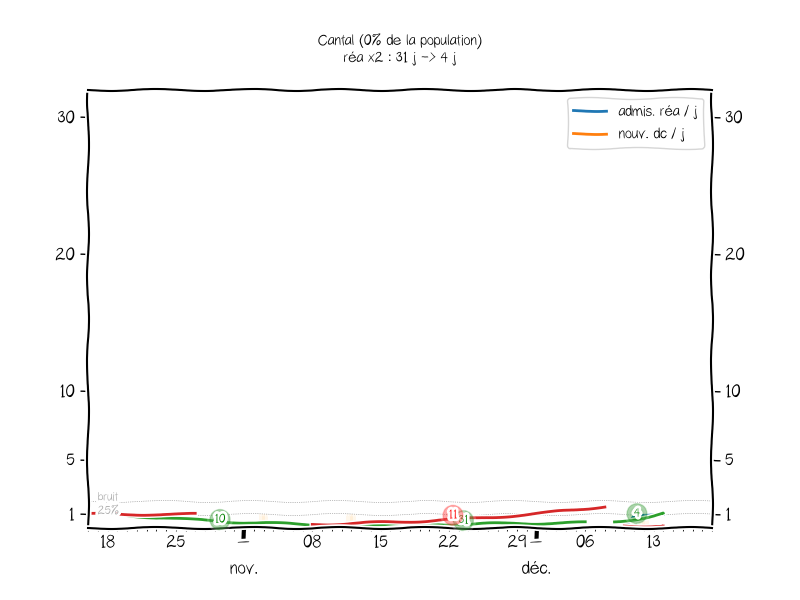 Cantal (0% de la population)
réa x2 : 31 j -> 4 j
admis. réa / j
nouv. dc / j
30
20
10
5
1
30
20
10
5
1
bruit
25%
10
11
31
4
18 25 08 15 22 29 06 13
nov. déc.